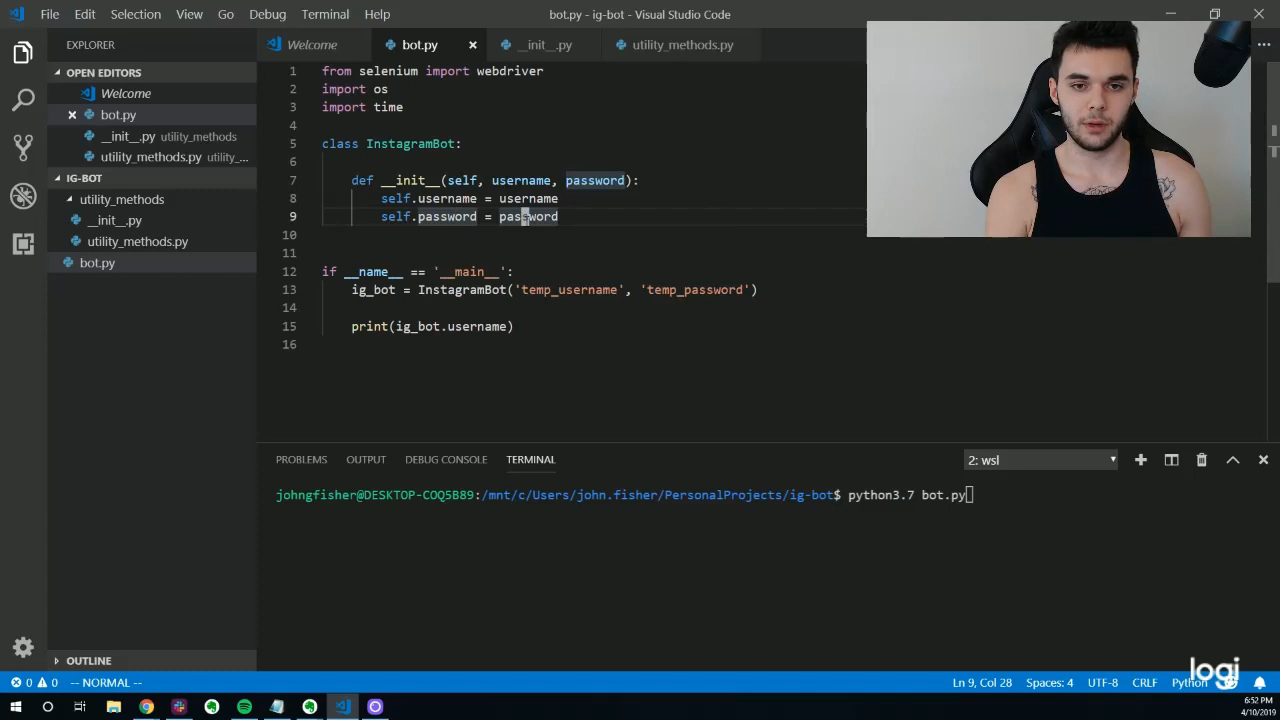 File Edit Selection View Go Debug Terminal Help
bot.py - ig-bot - Visual Studio Code
EXPLORER
Welcome
bot.py
__init__.py
utility_methods.py
OPEN EDITORS
Welcome
bot.py
__init__.py utility_methods
utility_methods.py utility_...
IG-BOT
utility_methods
__init__.py
utility_methods.py
bot.py
OUTLINE
1 from selenium import webdriver
2 import os
3 import time
4
5 class InstagramBot:
6
7 def __init__(self, username, password):
8 self.username = username
9 self.password = password
10
11
12 if __name__ == '__main__':
13 ig_bot = InstagramBot('temp_username', 'temp_password')
14
15 print(ig_bot.username)
16
PROBLEMS OUTPUT DEBUG CONSOLE TERMINAL
2: wsl
johngfisher@DESKTOP-COQ5B89:/mnt/c/Users/john.fisher/PersonalProjects/ig-bot$ python3.7 bot.py
logi
0 0 -- NORMAL --
Ln 9, Col 28 Spaces: 4 UTF-8 CRLF Python
6:52 PM
4/10/2019